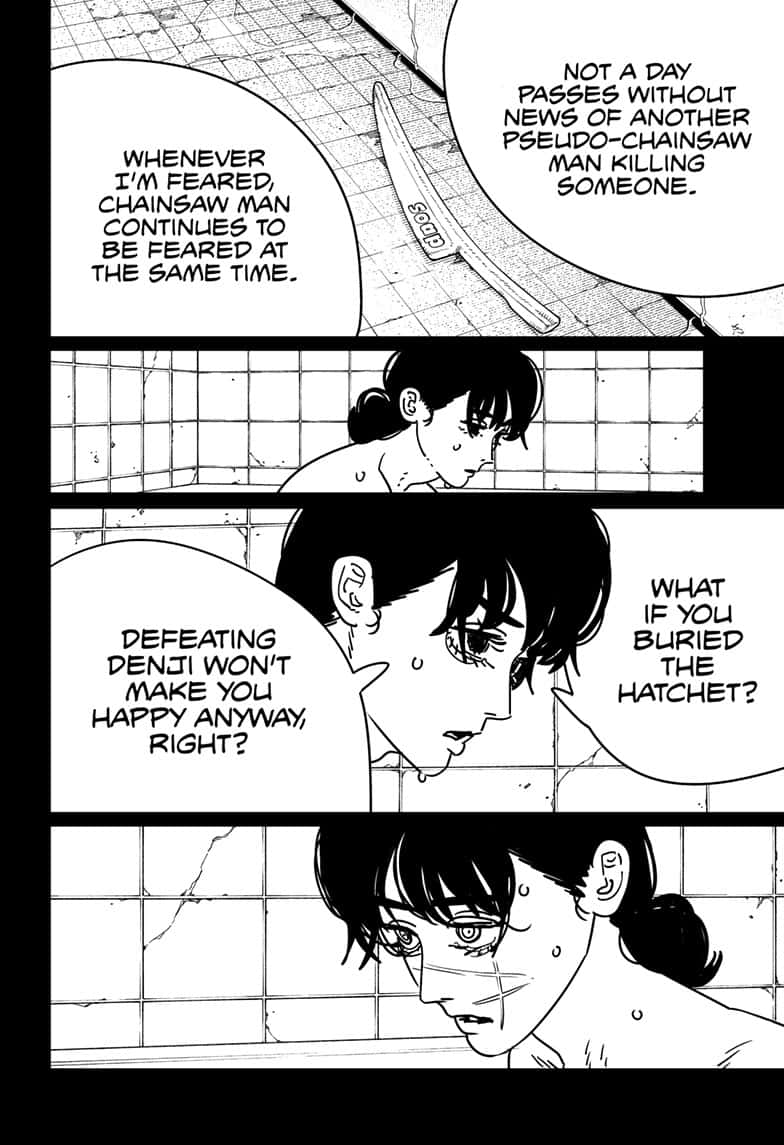 NOT A DAY
PASSES WITHOUT
NEWS OF ANOTHER
PSEUDO-CHAINSAW
MAN KILLING
SOMEONE.
WHENEVER
I'M FEARED,
CHAINSAW MAN
CONTINUES TO
BE FEARED AT
THE SAME TIME.
soap
WHAT
IF YOU
BURIED
THE
HATCHET?
DEFEATING
DENJI WON'T
MAKE YOU
HAPPY ANYWAY,
RIGHT?